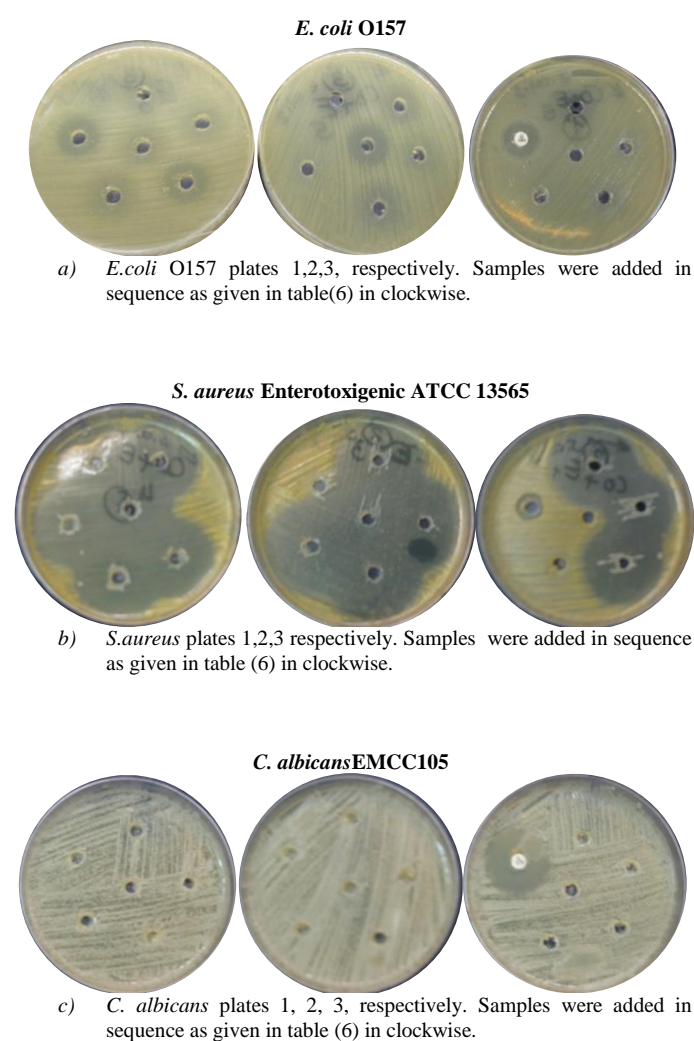 E. coli O157
a) E.coli O157 plates 1,2,3, respectively. Samples were added in
sequence as given in table(6) in clockwise.
S. aureus Enterotoxigenic ATCC 13565
b) S.aureus plates 1,2,3 respectively. Samples were added in sequence
as given in table (6) in clockwise.
C. albicansEMCC105
c) C. albicans plates 1, 2, 3, respectively. Samples were added in
sequence as given in table (6) in clockwise.